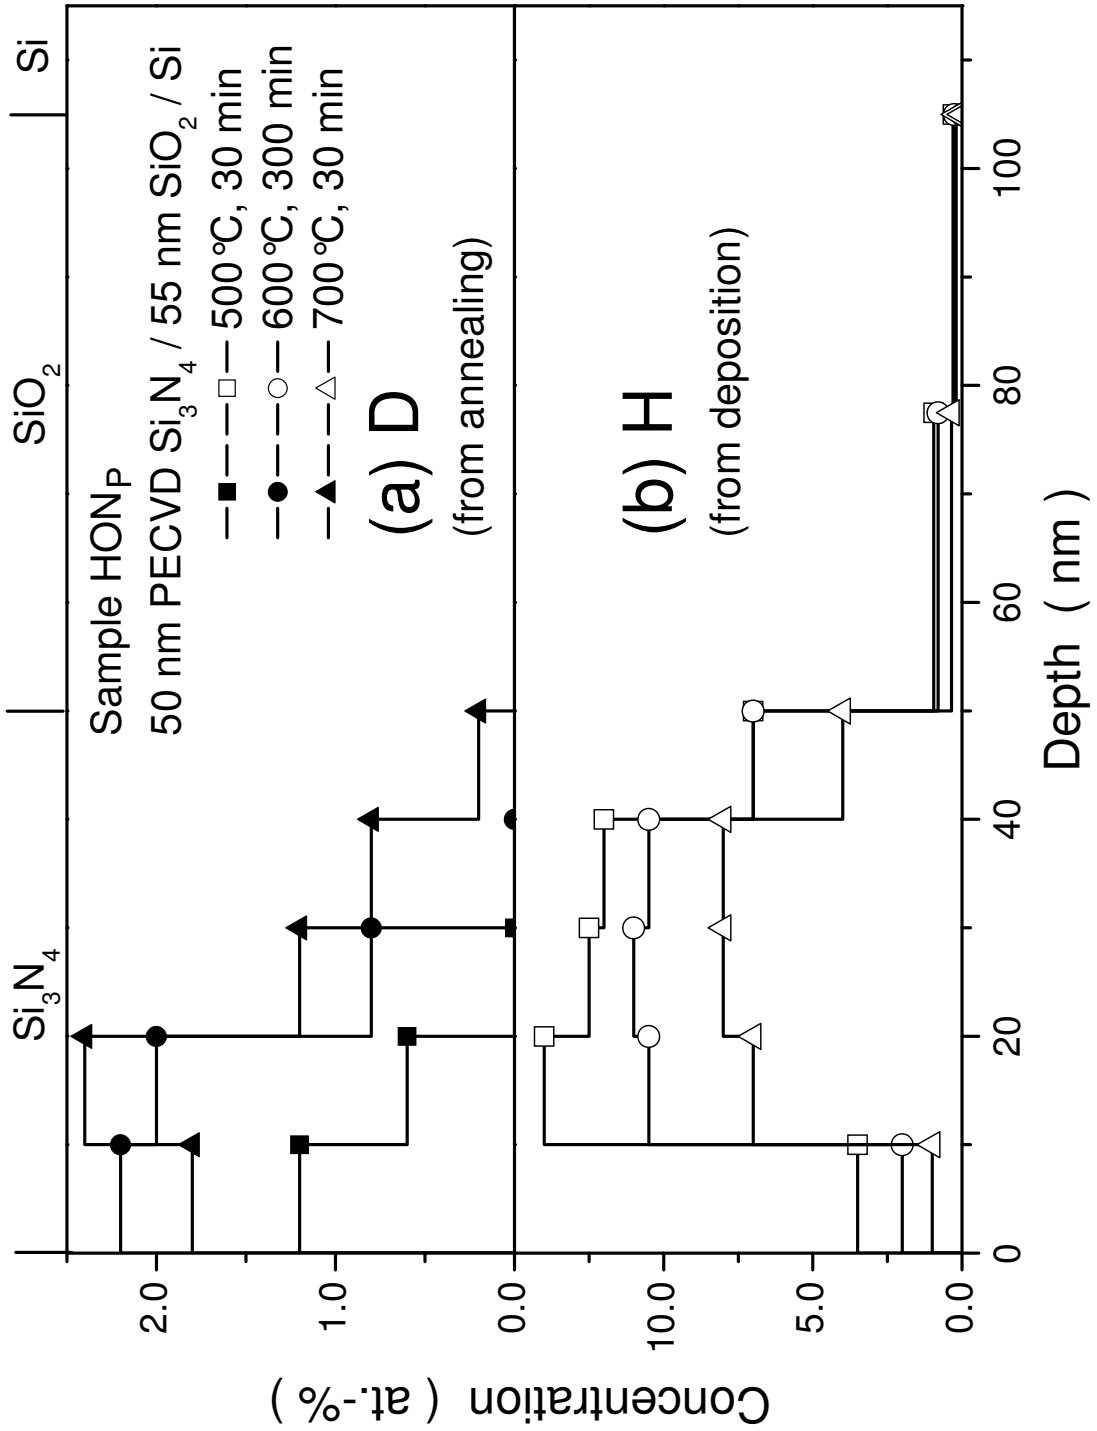 Si₃N₄
SiO₂
Si
Sample HONₚ
50 nm PECVD Si₃N₄ / 55 nm SiO₂ / Si
500°C, 30 min
600°C, 300 min
700°C, 30 min
(a) D
(from annealing)
(b) H
(from deposition)
2.0
1.0
0.0
10.0
5.0
0.0
Concentration ( at.-% )
0
20
40
60
80
100
Depth ( nm )